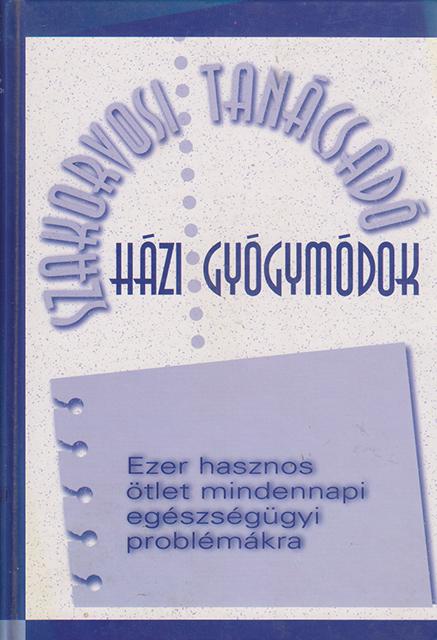 SZAKORVOSI TANÁCSADÓ
HÁZI GYÓGYMÓDOK
Ezer hasznos
ötlet mindennapi
egészségügyi
problémákra